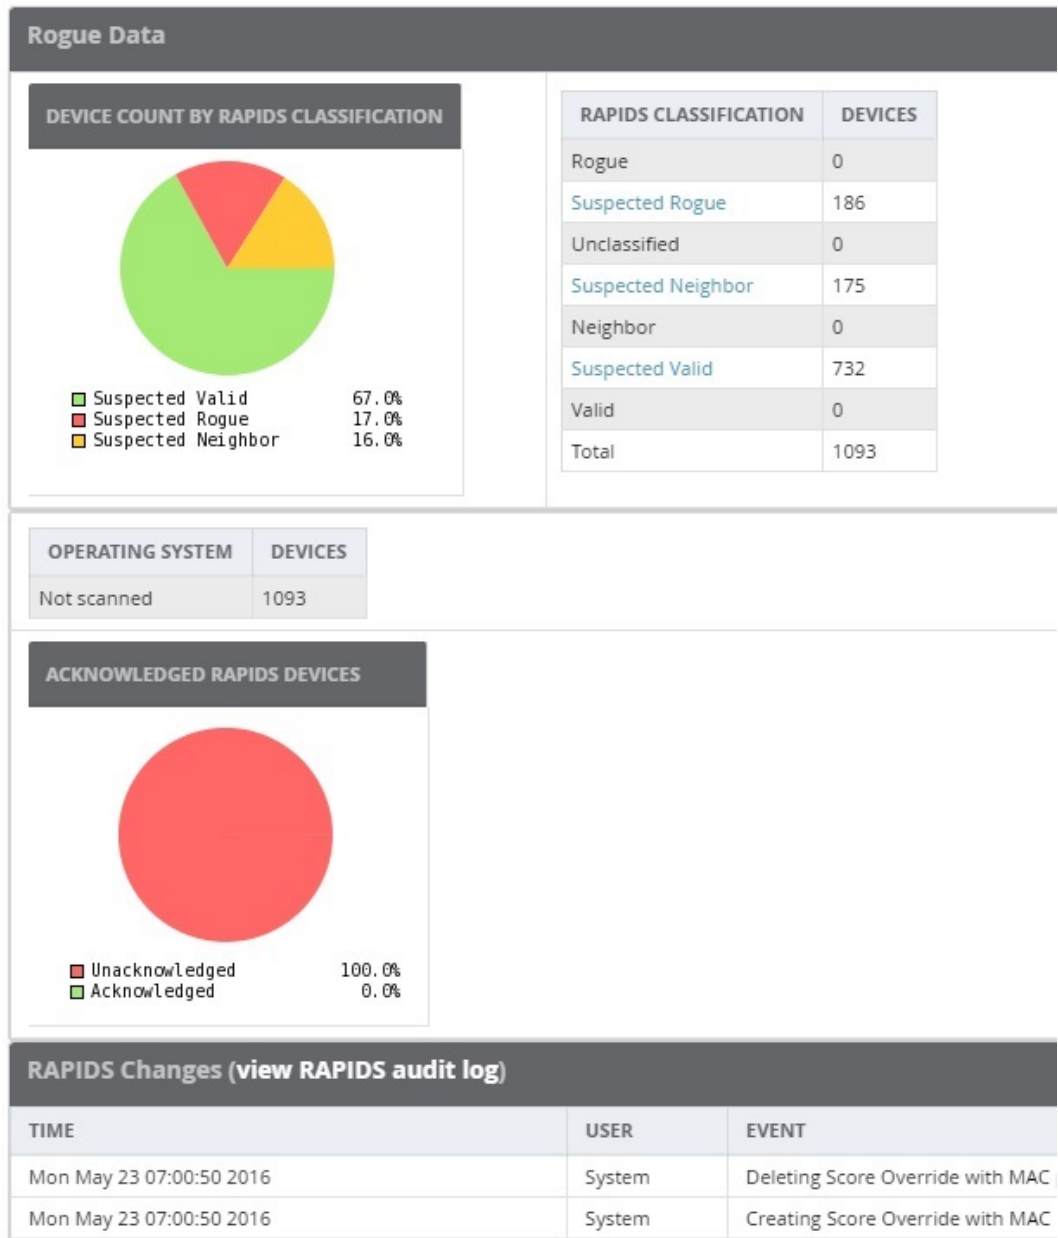 Rogue Data
DEVICE COUNT BY RAPIDS CLASSIFICATION
Suspected Valid 67.0%
Suspected Rogue 17.0%
Suspected Neighbor 16.0%
RAPIDS CLASSIFICATION DEVICES
Rogue 0
Suspected Rogue 186
Unclassified 0
Suspected Neighbor 175
Neighbor 0
Suspected Valid 732
Valid 0
Total 1093
OPERATING SYSTEM DEVICES
Not scanned 1093
ACKNOWLEDGED RAPIDS DEVICES
Unacknowledged 100.0%
Acknowledged 0.0%
RAPIDS Changes (view RAPIDS audit log)
TIME USER EVENT
Mon May 23 07:00:50 2016 System Deleting Score Override with MAC
Mon May 23 07:00:50 2016 System Creating Score Override with MAC